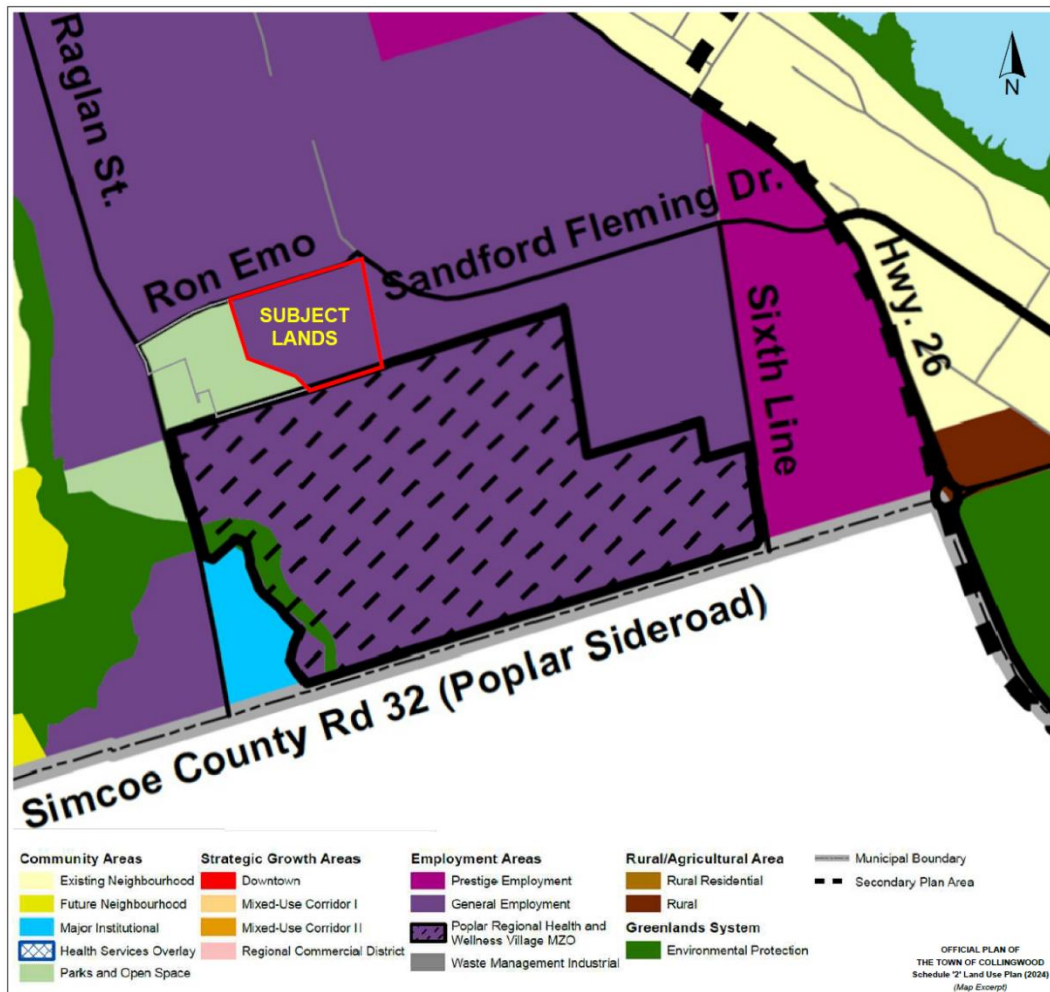 N
Raglan St.
Ron Emo
Sandford Fleming Dr.
Hwy. 26
SUBJECT
LANDS
Sixth Line
Simcoe County Rd 32 (Poplar Sideroad)
Community Areas
Existing Neighbourhood
Future Neighbourhood
Major Institutional
Health Services Overlay
Parks and Open Space
Strategic Growth Areas
Downtown
Mixed-Use Corridor I
Mixed-Use Corridor II
Regional Commercial District
Employment Areas
Prestige Employment
General Employment
Poplar Regional Health and
Wellness Village MZO
Waste Management Industrial
Rural/Agricultural Area
Rural Residential
Rural
Greenlands System
Environmental Protection
Municipal Boundary
Secondary Plan Area
OFFICIAL PLAN OF
THE TOWN OF COLLINGWOOD
Schedule '2' Land Use Plan (2024)
(Map Excerpt)